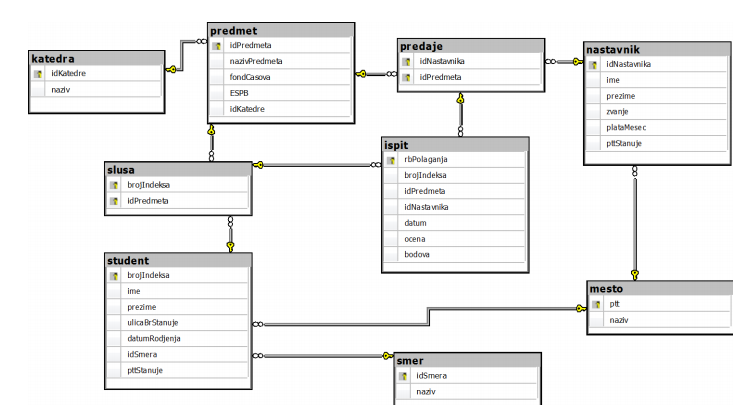 katedra
idKatedre
naziv
predmet
idPredmeta
nazivPredmeta
fondCasova
ESPB
idKatedre
predaje
idNastavnika
idPredmeta
nastavnik
idNastavnika
ime
prezime
zvanje
plataMesec
pttStanuje
slusa
brojIndeksa
idPredmeta
ispit
rbPolaganja
brojIndeksa
idPredmeta
idNastavnika
datum
ocena
bodova
student
brojIndeksa
ime
prezime
ulicaBrStanuje
datumRodjenja
idSmera
pttStanuje
mesto
ptt
naziv
smer
idSmera
naziv